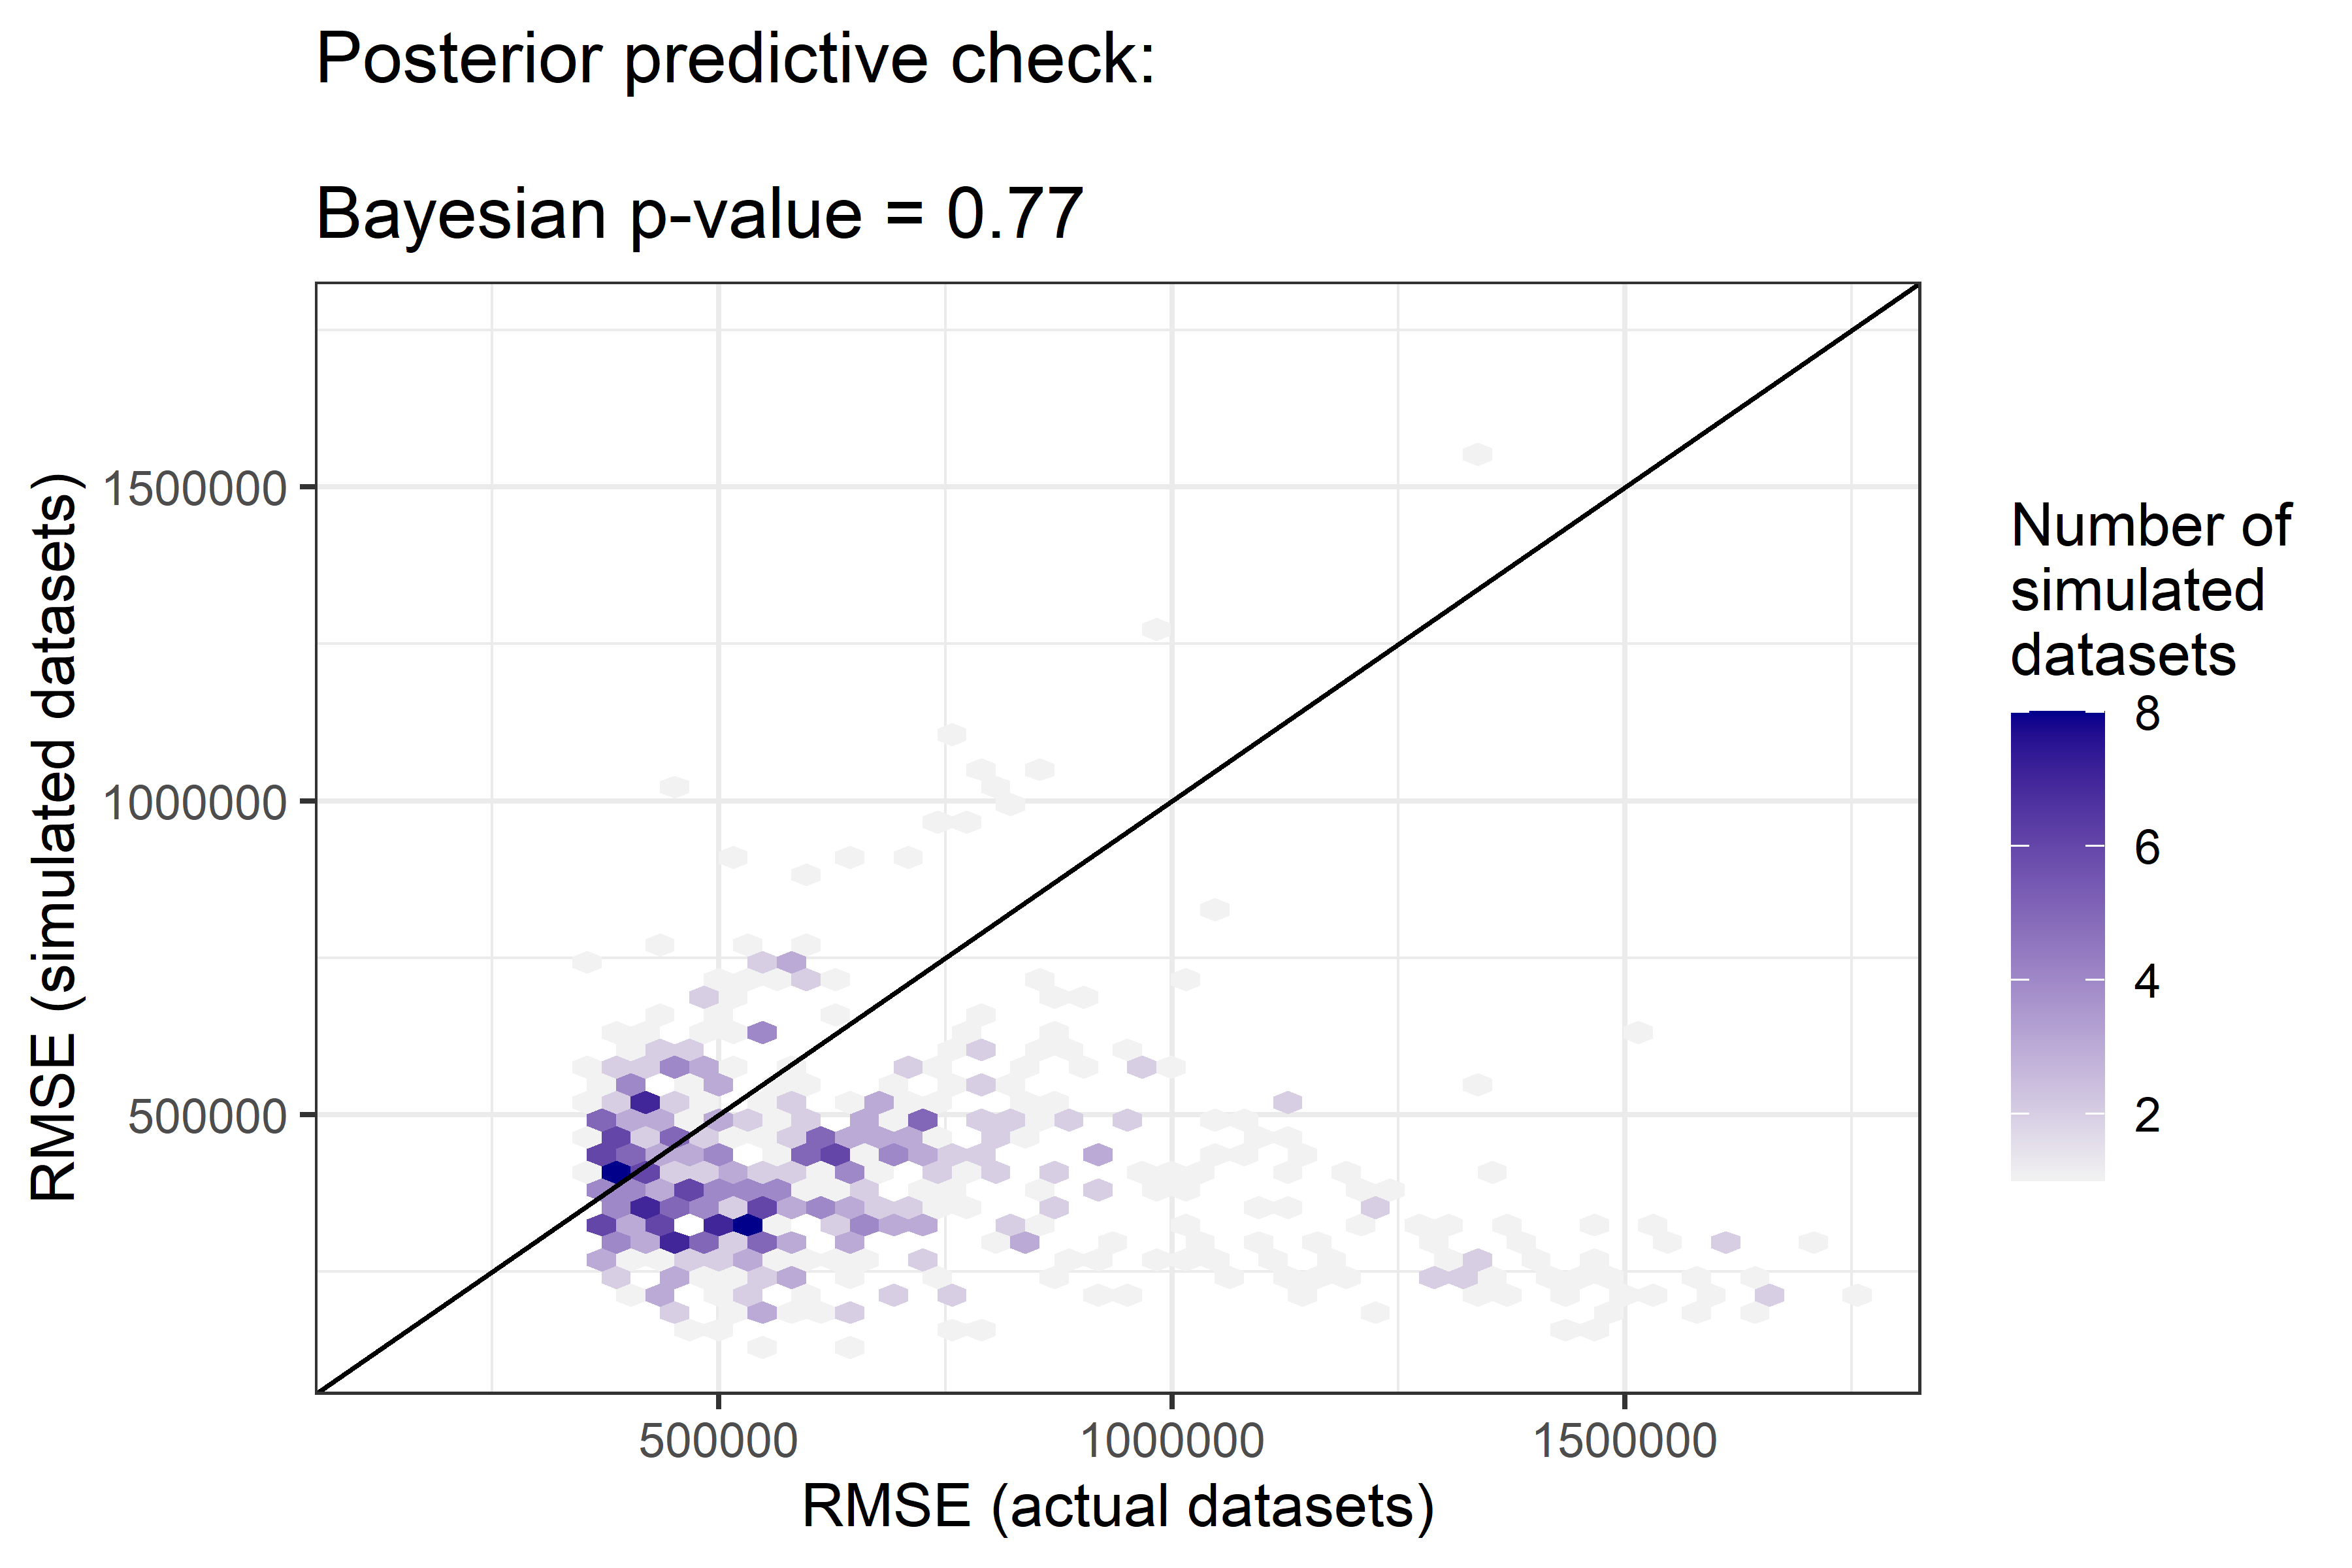 Posterior predictive check:
Bayesian p-value = 0.77
RMSE (simulated datasets)
1500000
1000000
500000
500000 1000000 1500000
RMSE (actual datasets)
Number of
simulated
datasets
8
6
4
2